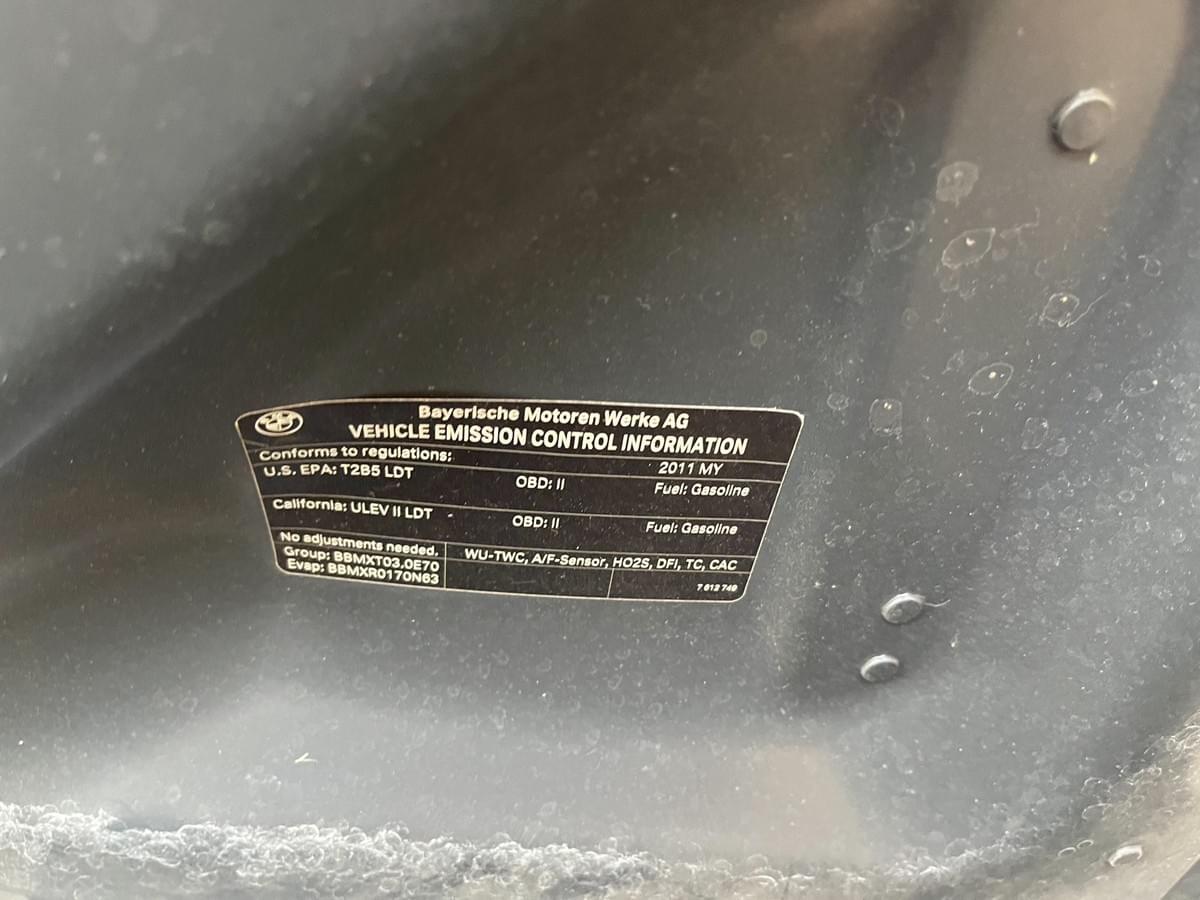 Bayerische Motoren Werke AG
VEHICLE EMISSION CONTROL INFORMATION
Conforms to regulations: 2011 MY
U.S. EPA: T2B5 LDT OBD: II Fuel: Gasoline
California: ULEV II LDT OBD: II Fuel: Gasoline
No adjustments needed.
Group: BBMXT03.0E70 WU-TWC, A/F-Sensor, HO2S, DFI, TC, CAC
Evap: BBMXR0170N63 7 612 749